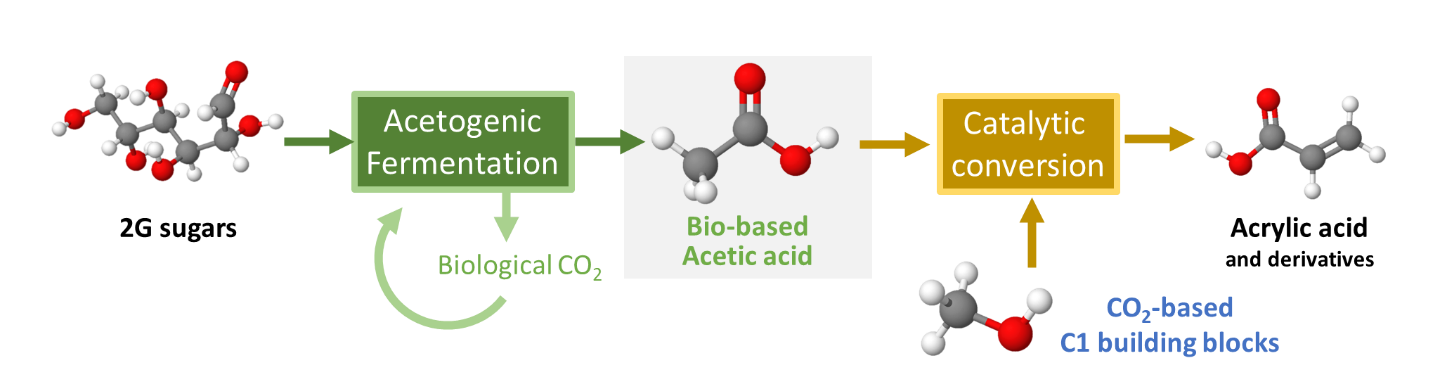 2G sugars
Acetogenic
Fermentation
Biological CO₂
Bio-based
Acetic acid
Catalytic
conversion
CO₂-based
C1 building blocks
Acrylic acid
and derivatives